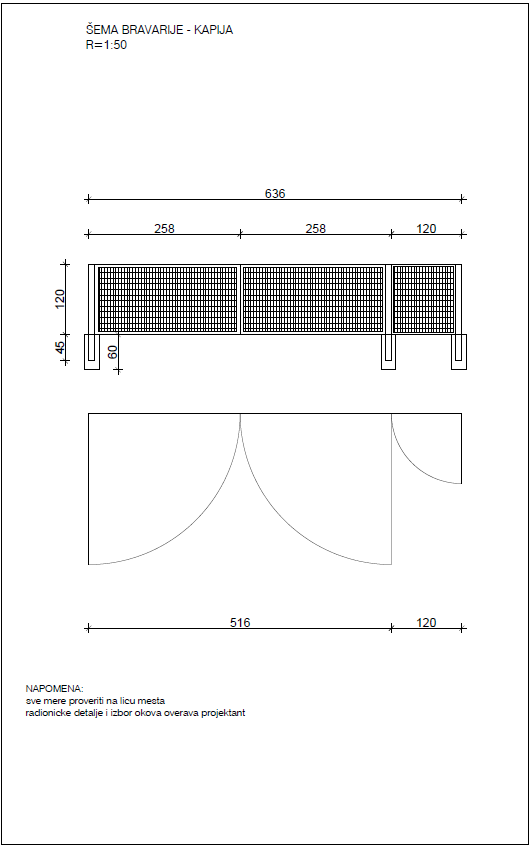 ŠEMA BRAVARIJE - KAPIJA
R=1:50
636
258 258 120
120
45
60
516 120
NAPOMENA:
sve mere proveriti na licu mesta
radionicke detalje i izbor okova overava projektant